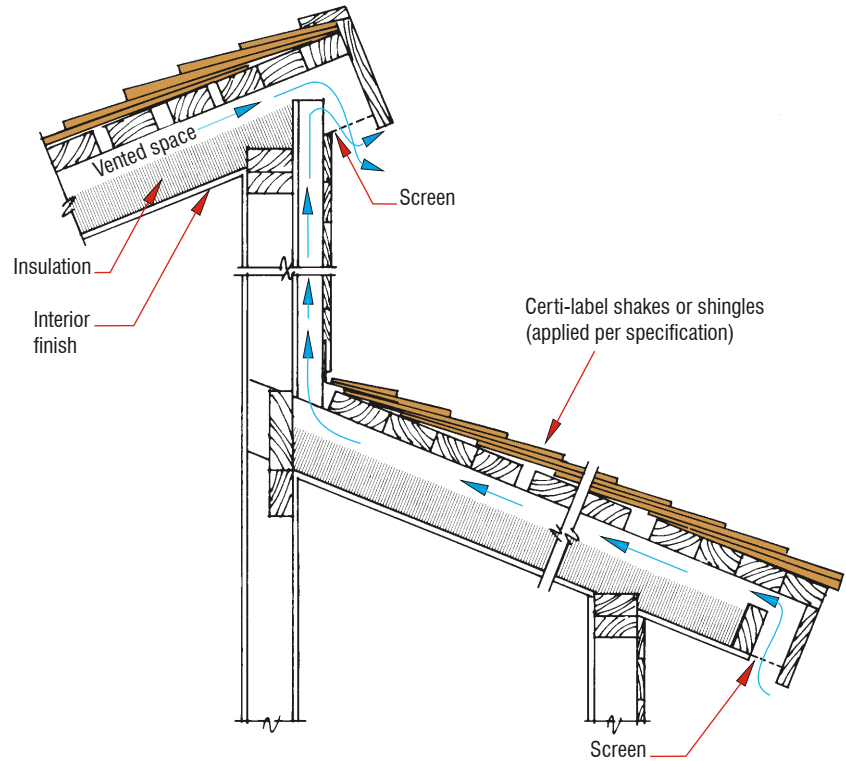 Vented space
Screen
Insulation
Interior
finish
Certi-label shakes or shingles
(applied per specification)
Screen